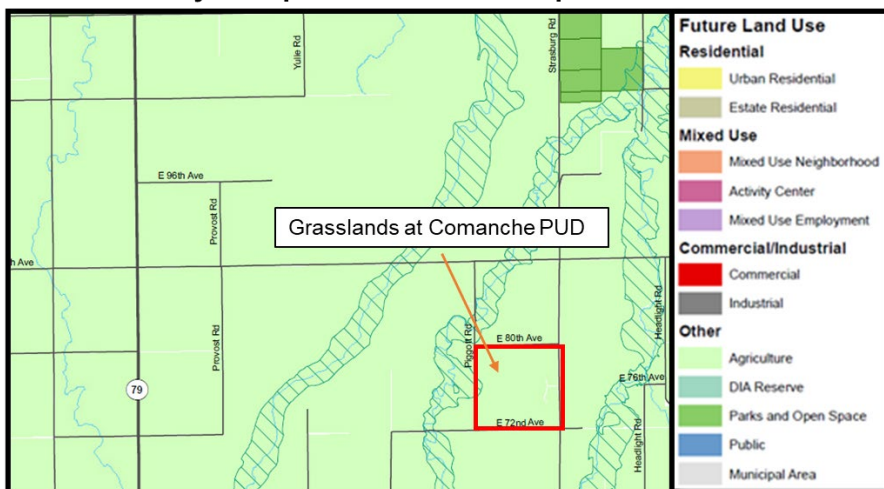 Yulie Rd
Strasburg Rd
E 96th Ave
Provost Rd
Grasslands at Comanche PUD
h Ave
Provost Rd
Piggott Rd
E 80th Ave
Headlight Rd
79
E 76th Ave
E 72nd Ave
Headlight Rd
Future Land Use
Residential
Urban Residential
Estate Residential
Mixed Use
Mixed Use Neighborhood
Activity Center
Mixed Use Employment
Commercial/Industrial
Commercial
Industrial
Other
Agriculture
DIA Reserve
Parks and Open Space
Public
Municipal Area